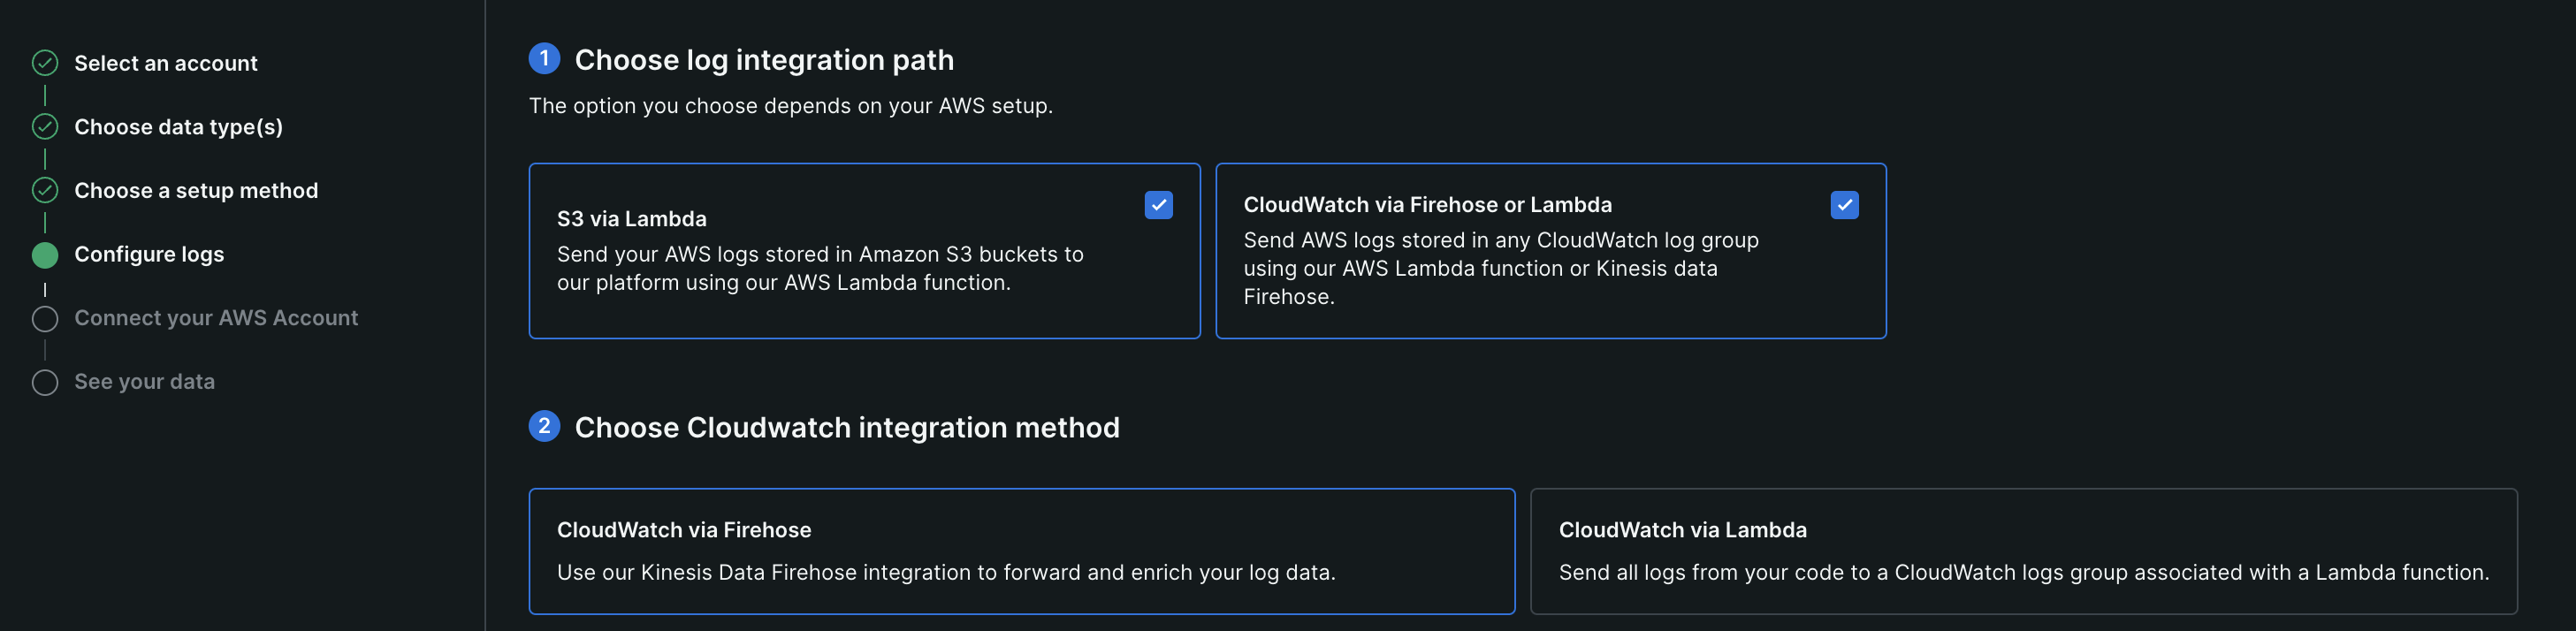 Select an account
Choose data type(s)
Choose a setup method
Configure logs
Connect your AWS Account
See your data
1 Choose log integration path
The option you choose depends on your AWS setup.
S3 via Lambda
Send your AWS logs stored in Amazon S3 buckets to
our platform using our AWS Lambda function.
CloudWatch via Firehose or Lambda
Send AWS logs stored in any CloudWatch log group
using our AWS Lambda function or Kinesis data
Firehose.
2 Choose Cloudwatch integration method
CloudWatch via Firehose
Use our Kinesis Data Firehose integration to forward and enrich your log data.
CloudWatch via Lambda
Send all logs from your code to a CloudWatch logs group associated with a Lambda function.